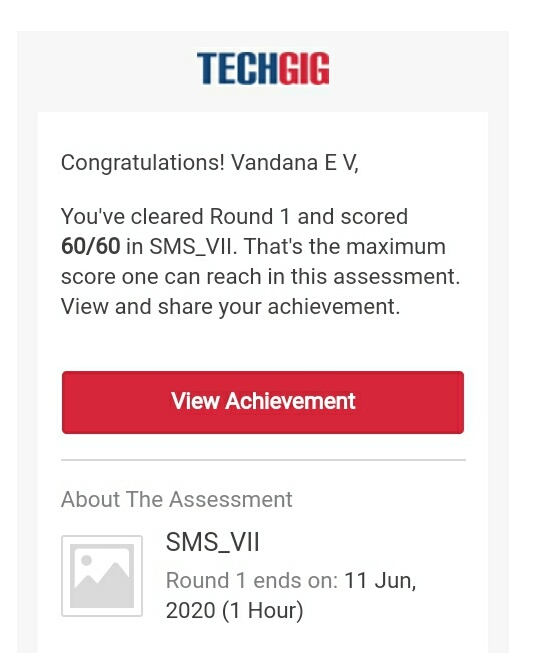 TECHGIG
Congratulations! Vandana E V,
You've cleared Round 1 and scored
60/60 in SMS_VII. That's the maximum
score one can reach in this assessment.
View and share your achievement.
View Achievement
About The Assessment
SMS_VII
Round 1 ends on: 11 Jun,
2020 (1 Hour)